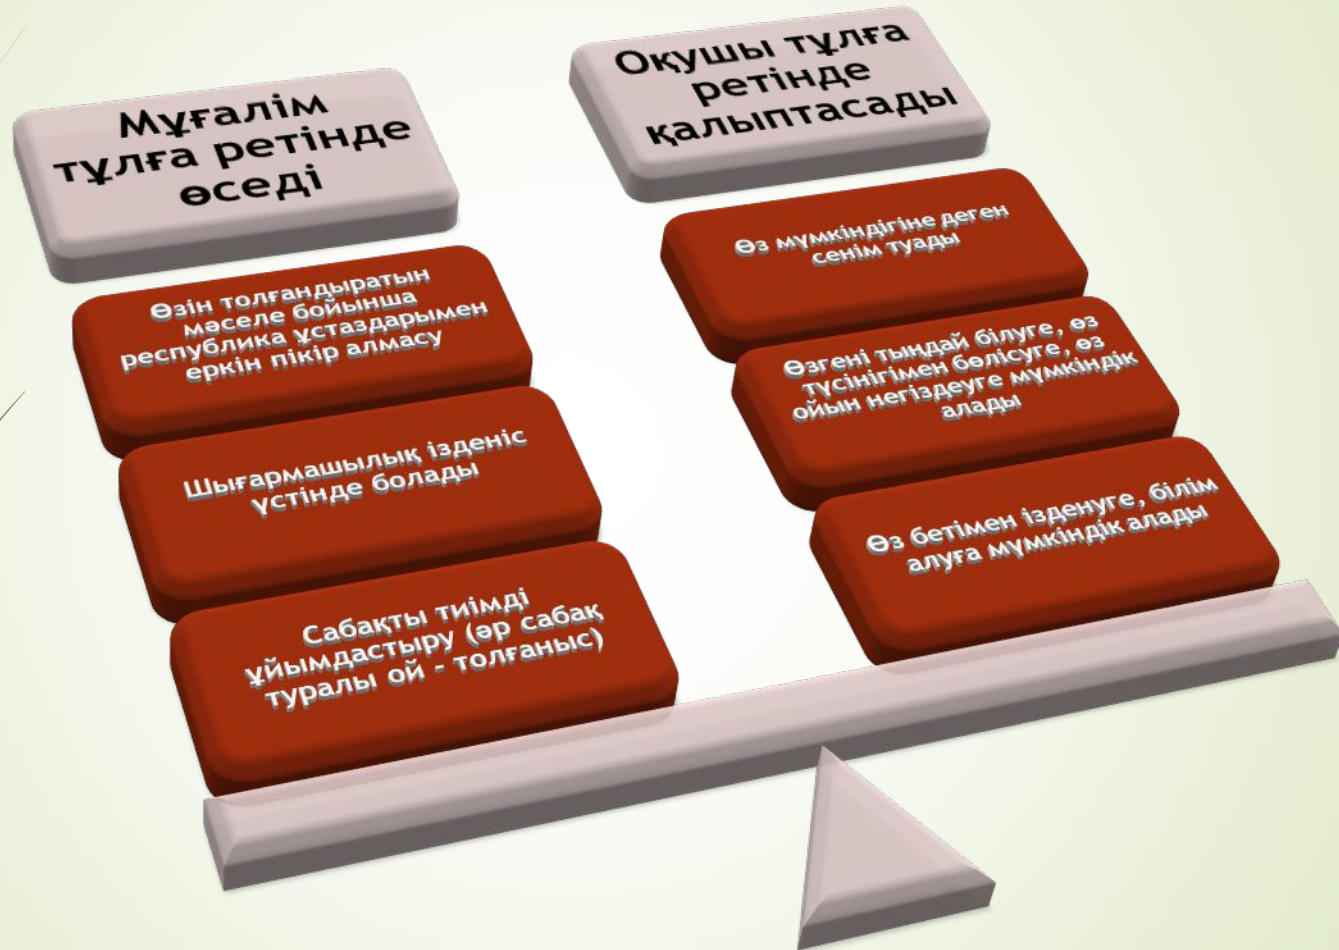 Мұғалім
тұлға ретінде
өседі
Өзін толғандыратын
мәселе бойынша
республика ұстаздарымен
еркін пікір алмасу
Шығармашылық ізденіс
үстінде болады
Сабақты тиімді
ұйымдастыру (әр сабақ
туралы ой - толғаныс)
Оқушы тұлға
ретінде
қалыптасады
Өз мүмкіндігіне деген
сенім туады
Өзгені тыңдай білуге, өз
түсінігімен бөлісуге, өз
ойын негіздеуге мүмкіндік
алады
Өз бетімен ізденуге, білім
алуға мүмкіндік алады